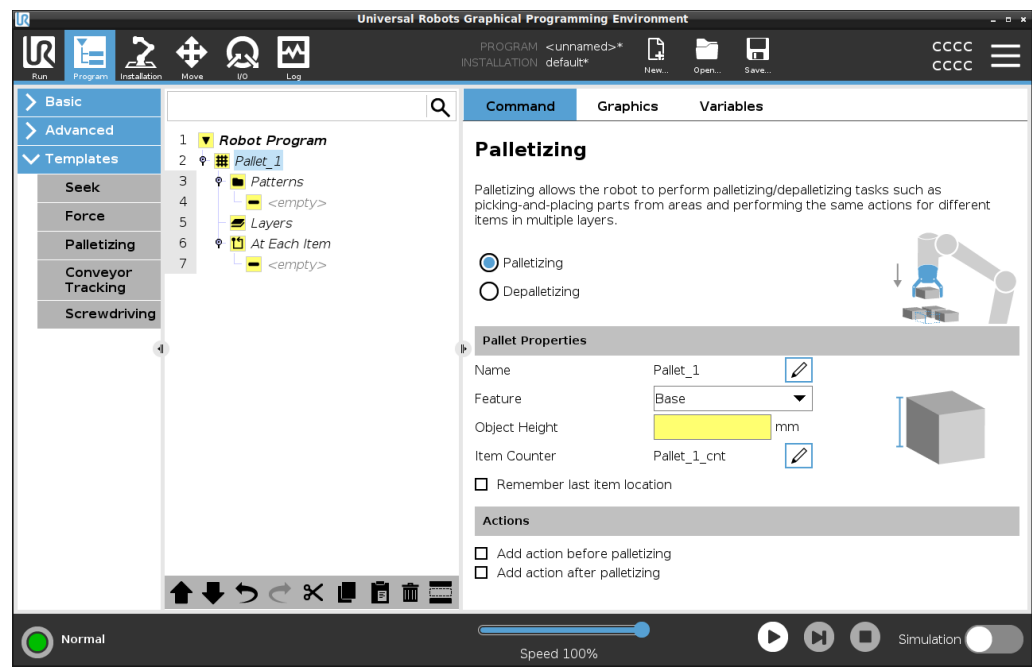 Universal Robots Graphical Programming Environment
UR
Run
Program
Installation
Move
I/O
Log
PROGRAM <unnamed>*
INSTALLATION default*
New...
Open...
Save...
CCCC
CCCC
Basic
Advanced
Templates
Seek
Force
Palletizing
Conveyor
Tracking
Screwdriving
1 Robot Program
2 Pallet_1
3 Patterns
4 <empty>
5 Layers
6 At Each Item
7 <empty>
Command Graphics Variables
Palletizing
Palletizing allows the robot to perform palletizing/depalletizing tasks such as
picking-and-placing parts from areas and performing the same actions for different
items in multiple layers.
Palletizing
Depalletizing
Pallet Properties
Name Pallet_1
Feature Base
Object Height mm
Item Counter Pallet_1_cnt
Remember last item location
Actions
Add action before palletizing
Add action after palletizing
Normal
Speed 100%
Simulation